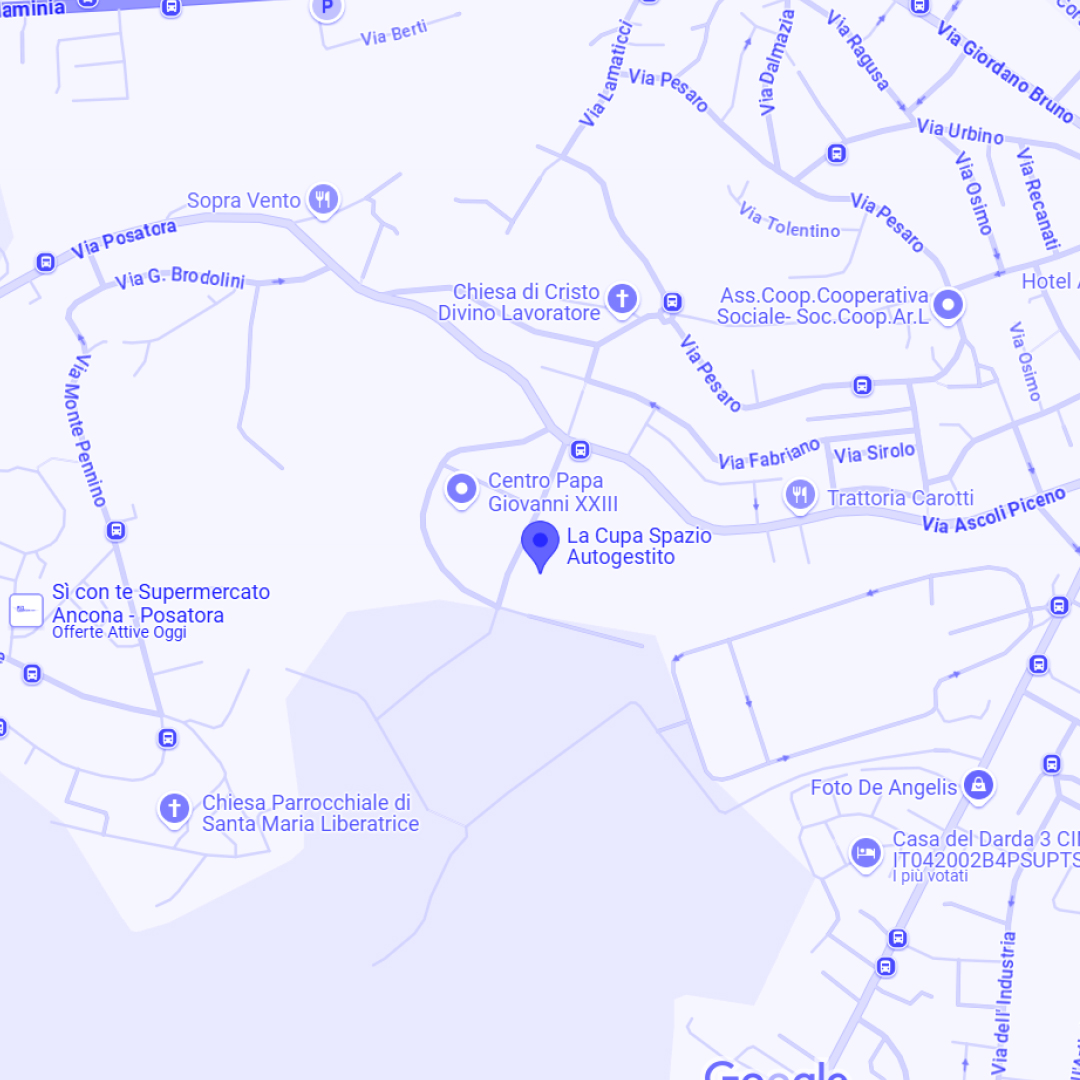 aminia
P
Via Berti
Via Lamaticci
Via Pesaro
Via Dalmazia
Via Ragusa
Via Giordano Bruno
Via Urbino
Via Osimo
Via Recanati
Sopra Vento
Via Posatora
Via G. Brodolini
Via Tolentino
Via Pesaro
Hotel
Chiesa di Cristo
Divino Lavoratore
Ass.Coop.Cooperativa
Sociale- Soc.Coop.Ar.L
Via Osimo
Via Monte Pennino
Via Pesaro
Via Fabriano
Via Sirolo
Centro Papa
Giovanni XXIII
Trattoria Carotti
Via Ascoli Piceno
La Cupa Spazio
Autogestito
Sì con te Supermercato
Ancona - Posatora
Offerte Attive Oggi
Chiesa Parrocchiale di
Santa Maria Liberatrice
Foto De Angelis
Casa del Darda 3 CI
IT042002B4PSUPTS
I più votati
Via dell' Industria
Google